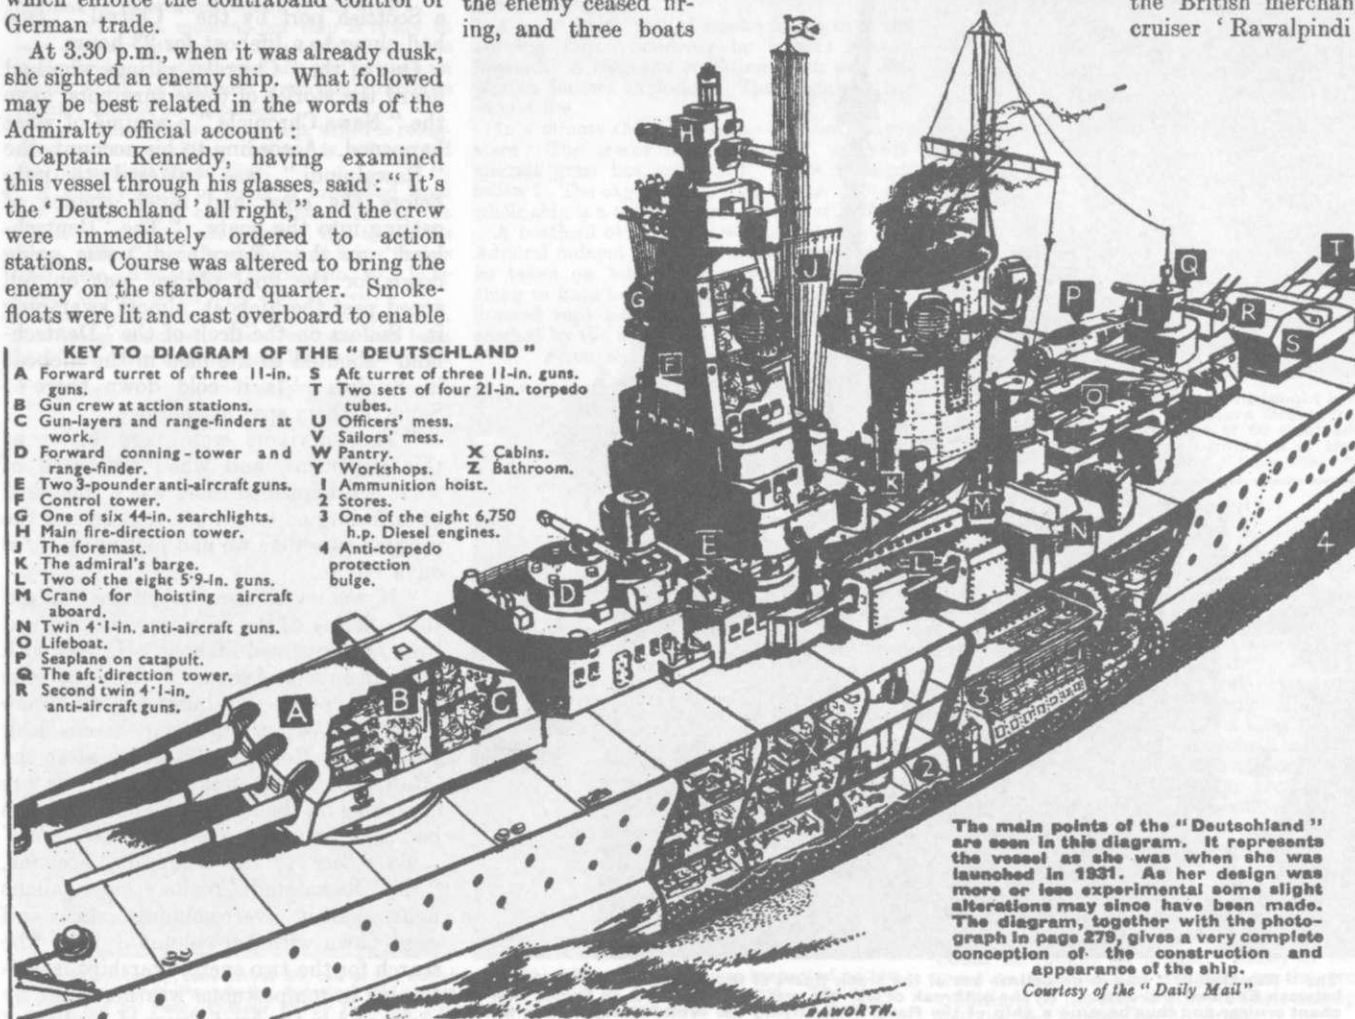 which enforce the contraband control of
German trade.
At 3.30 p.m., when it was already dusk,
she sighted an enemy ship. What followed
may be best related in the words of the
Admiralty official account :
Captain Kennedy, having examined
this vessel through his glasses, said : “ It's
the ‘ Deutschland ’ all right,” and the crew
were immediately ordered to action
stations. Course was altered to bring the
enemy on the starboard quarter. Smoke-
floats were lit and cast overboard to enable
the enemy ceased fir-
ing, and three boats
the British merchan
cruiser ‘ Rawalpindi
KEY TO DIAGRAM OF THE “ DEUTSCHLAND ”
A Forward turret of three 11-in.
guns.
B Gun crew at action stations.
C Gun-layers and range-finders at
work.
D Forward conning-tower and
range-finder.
E Two 3-pounder anti-aircraft guns.
F Control tower.
G One of six 44-in. searchlights.
H Main fire-direction tower.
J The foremast.
K The admiral's barge.
L Two of the eight 5·9-in. guns.
M Crane for hoisting aircraft
aboard.
N Twin 4·1-in. anti-aircraft guns.
O Lifeboat.
P Seaplane on catapult.
Q The aft direction tower.
R Second twin 4·1-in.
anti-aircraft guns.
S Aft turret of three 11-in. guns.
T Two sets of four 21-in. torpedo
tubes.
U Officers' mess.
V Sailors' mess.
W Pantry.
Y Workshops.
1 Ammunition hoist.
2 Stores.
3 One of the eight 6,750
h.p. Diesel engines.
4 Anti-torpedo
protection
bulge.
X Cabins.
Z Bathroom.
H
G
J
F
Q
T
P
R
S
O
K
M
N
E
L
D
4
A
B
C
3
2
The main points of the “ Deutschland ”
are seen in this diagram. It represents
the vessel as she was when she was
launched in 1931. As her design was
more or less experimental some slight
alterations may since have been made.
The diagram, together with the photo-
graph in page 279, gives a very complete
conception of the construction and
appearance of the ship.
Courtesy of the “ Daily Mail ”
HAWORTH.